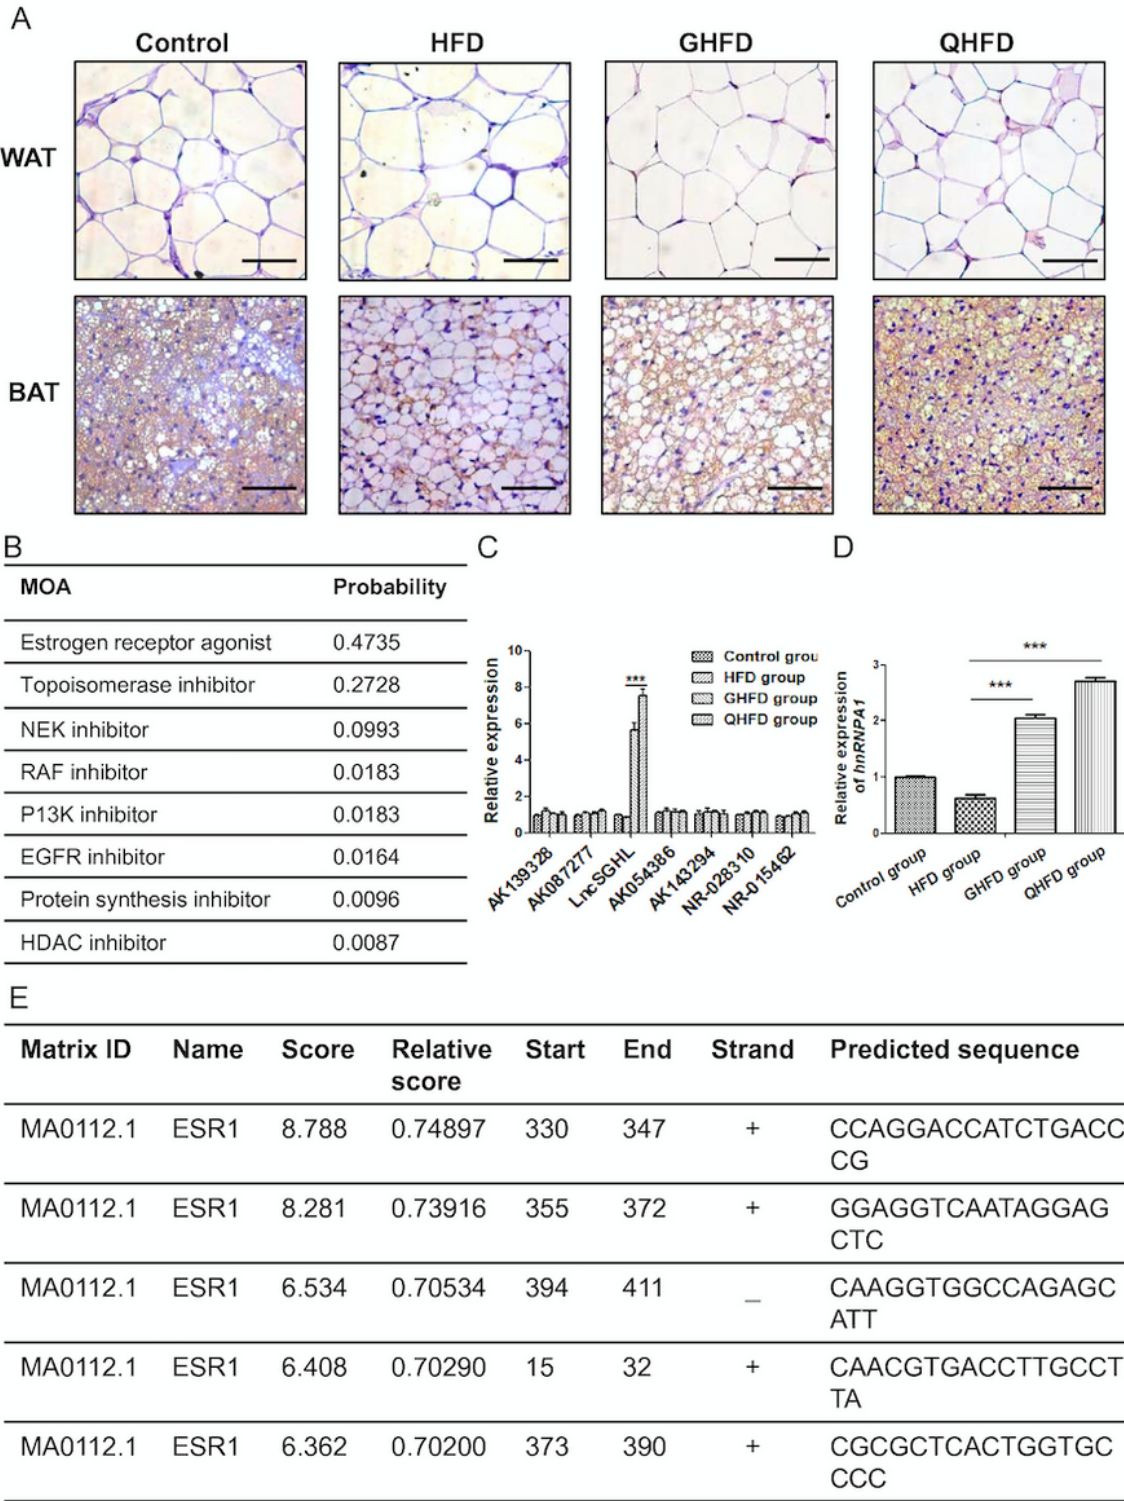 A
Control HFD GHFD QHFD
WAT
BAT
B
MOA Probability
Estrogen receptor agonist 0.4735
Topoisomerase inhibitor 0.2728
NEK inhibitor 0.0993
RAF inhibitor 0.0183
P13K inhibitor 0.0183
EGFR inhibitor 0.0164
Protein synthesis inhibitor 0.0096
HDAC inhibitor 0.0087
C
Relative expression
10
8
6
4
2
0
***
Control grou
HFD group
GHFD group
QHFD group
AK139328
AK087277
LncSGHL
AK054386
AK143294
NR-028310
NR-015462
D
Relative expression
of hnRNPA1
3
2
1
0
***
***
Control group
HFD group
GHFD group
QHFD group
E
Matrix ID Name Score Relative Start End Strand Predicted sequence
score
MA0112.1 ESR1 8.788 0.74897 330 347 + CCAGGACCATCTGACC
CG
MA0112.1 ESR1 8.281 0.73916 355 372 + GGAGGTCAATAGGAG
CTC
MA0112.1 ESR1 6.534 0.70534 394 411 _ CAAGGTGGCCAGAGC
ATT
MA0112.1 ESR1 6.408 0.70290 15 32 + CAACGTGACCTTGCCT
TA
MA0112.1 ESR1 6.362 0.70200 373 390 + CGCGCTCACTGGTGC
CCC